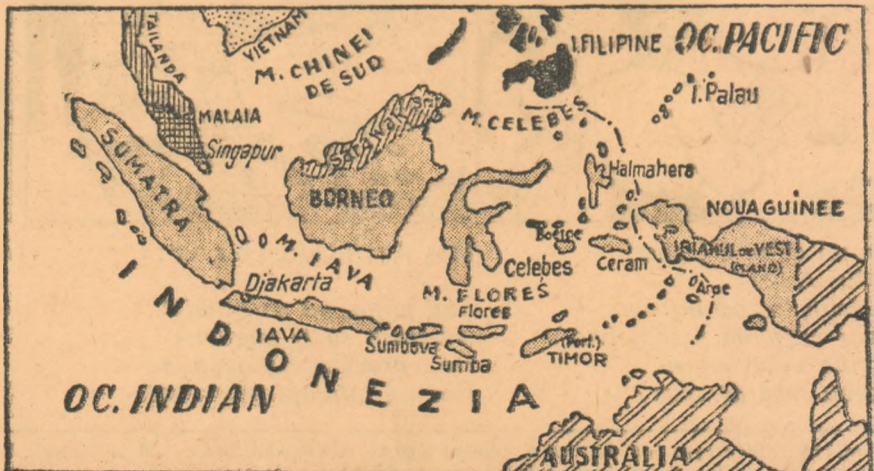 TAILANDA
VIETNAM
M. CHINEI
DE SUD
I. FILIPINE
OC. PACIFIC
I. Palau
MALAIA
Singapur
M. CELEBES
SUMATRA
BORNEO
Halmahera
NOUA GUINEE
IRIANUL DE VEST
(OLAND)
M. IAVA
Celebes
Ceram
Djakarta
M. FLORES
Flores
IAVA
Sumbava
Sumba
(Port.)
TIMOR
INDONEZIA
OC. INDIAN
AUSTRALIA